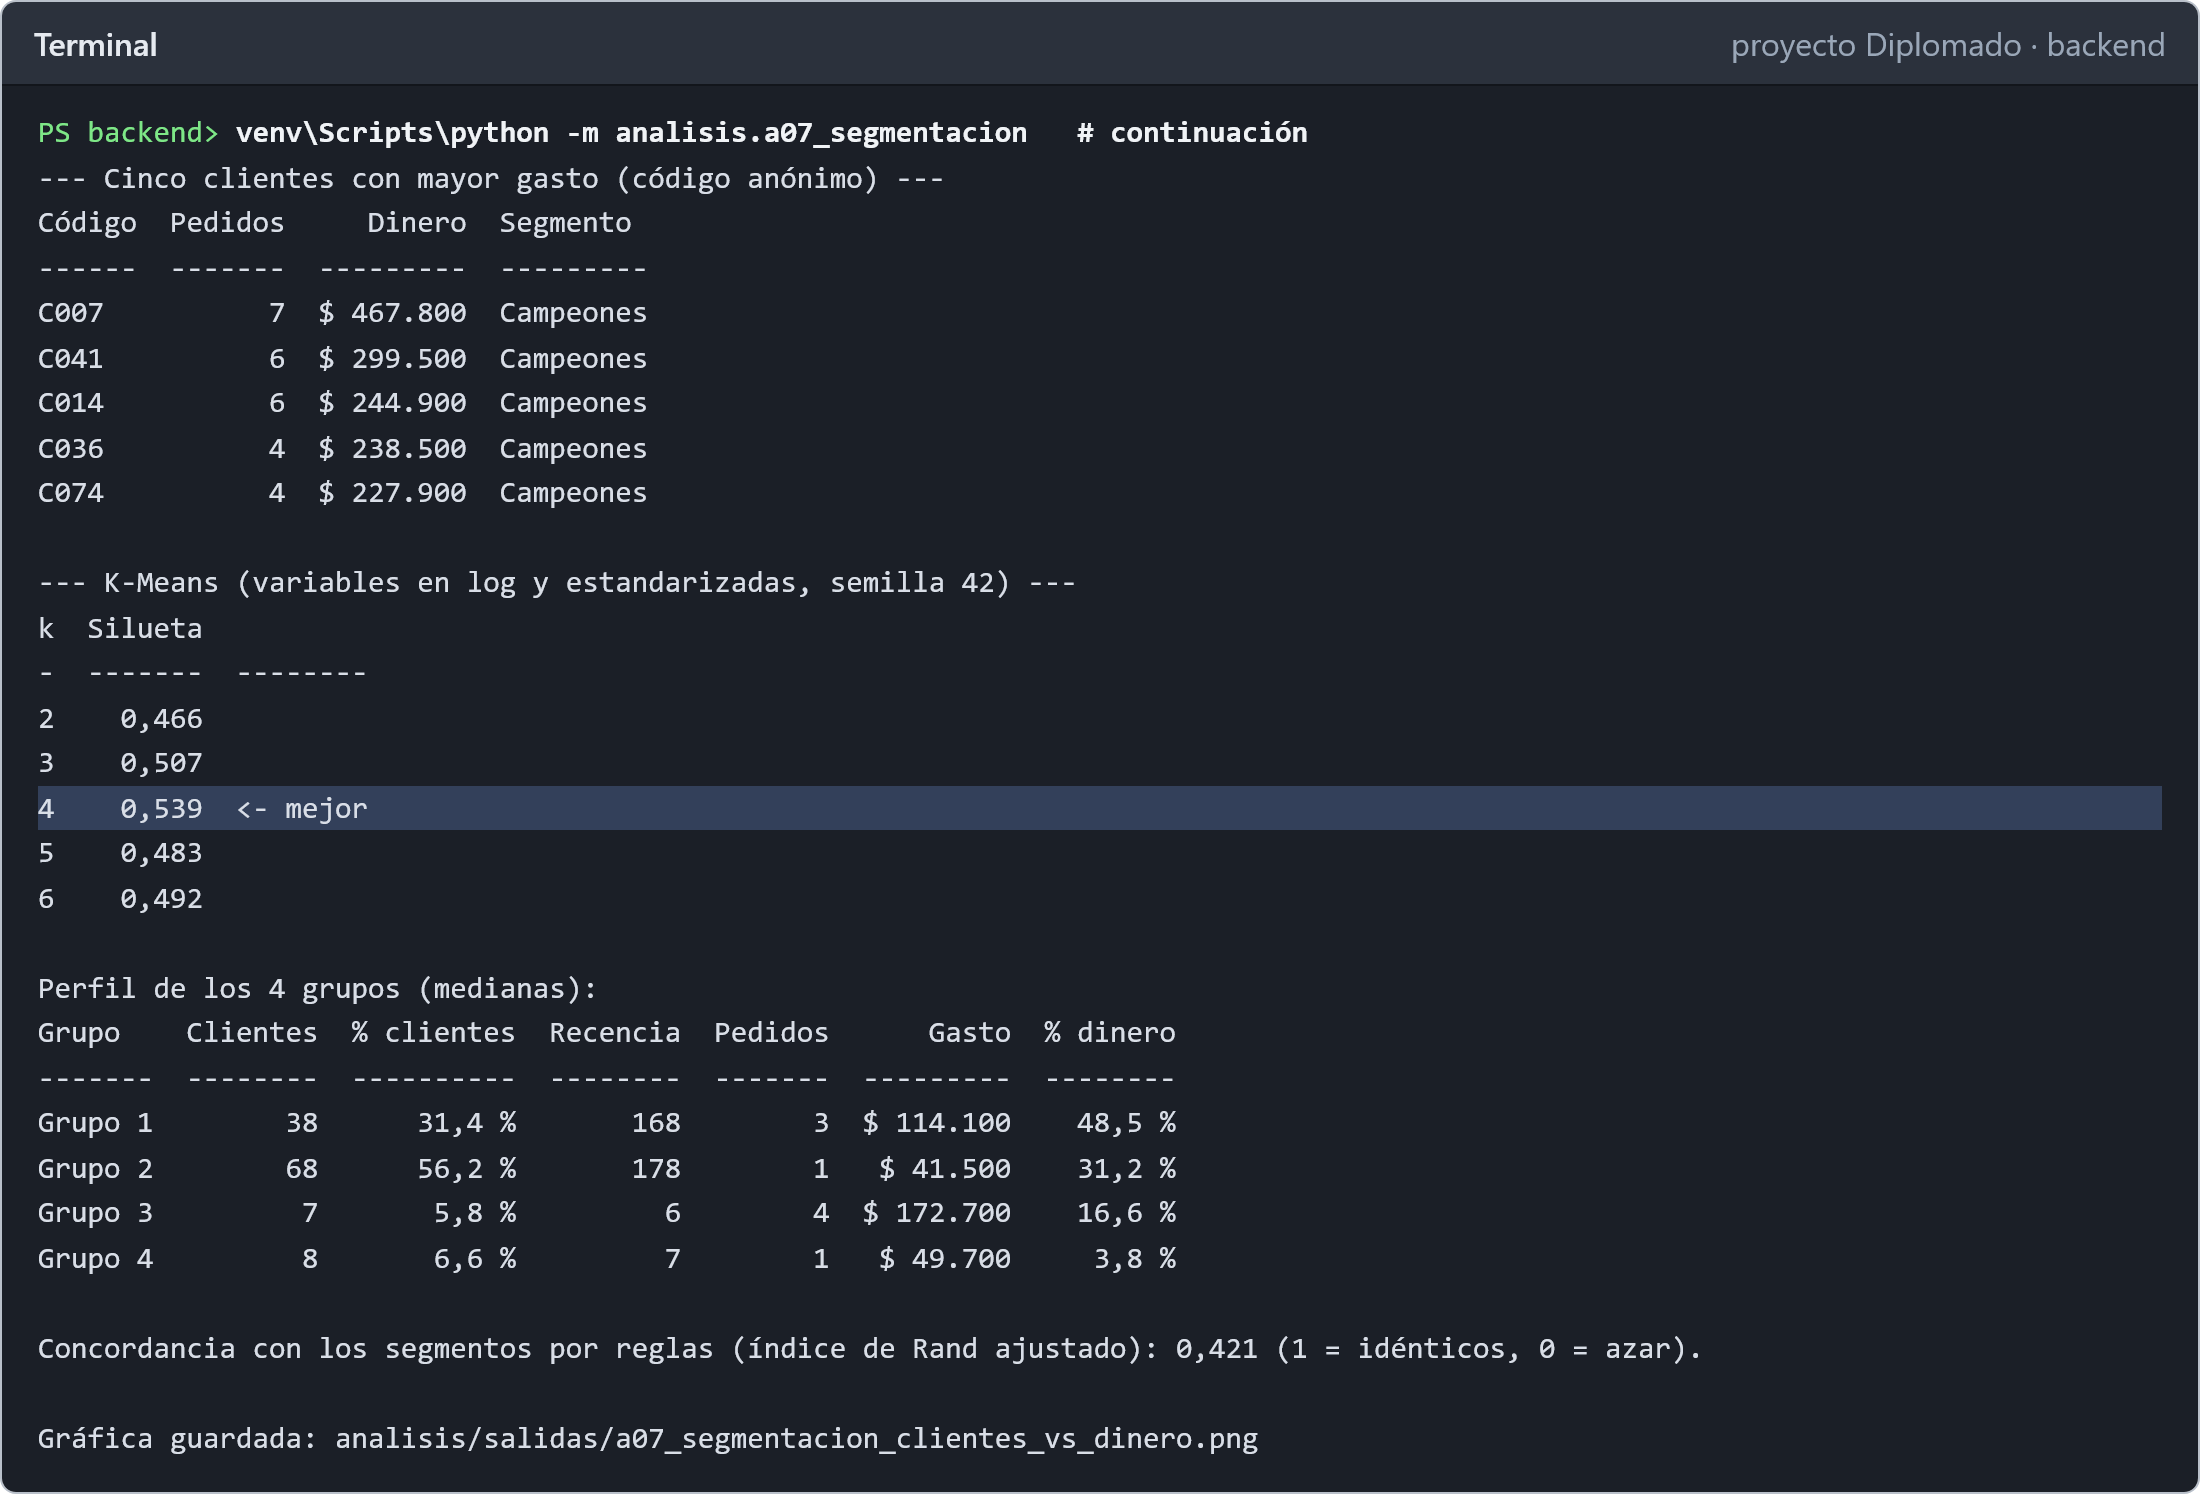 Terminal
proyecto Diplomado · backend
PS backend> venv\Scripts\python -m analisis.a07_segmentacion   # continuación
--- Cinco clientes con mayor gasto (código anónimo) ---
Código  Pedidos     Dinero  Segmento
------  -------  ---------  ---------
C007          7  $ 467.800  Campeones
C041          6  $ 299.500  Campeones
C014          6  $ 244.900  Campeones
C036          4  $ 238.500  Campeones
C074          4  $ 227.900  Campeones
--- K-Means (variables en log y estandarizadas, semilla 42) ---
k  Silueta
-  -------  --------
2    0,466
3    0,507
4    0,539  <- mejor
5    0,483
6    0,492
Perfil de los 4 grupos (medianas):
Grupo    Clientes  % clientes  Recencia  Pedidos      Gasto  % dinero
-------  --------  ----------  --------  -------  ---------  --------
Grupo 1        38      31,4 %       168        3  $ 114.100    48,5 %
Grupo 2        68      56,2 %       178        1   $ 41.500    31,2 %
Grupo 3         7       5,8 %         6        4  $ 172.700    16,6 %
Grupo 4         8       6,6 %         7        1   $ 49.700     3,8 %
Concordancia con los segmentos por reglas (índice de Rand ajustado): 0,421 (1 = idénticos, 0 = azar).
Gráfica guardada: analisis/salidas/a07_segmentacion_clientes_vs_dinero.png